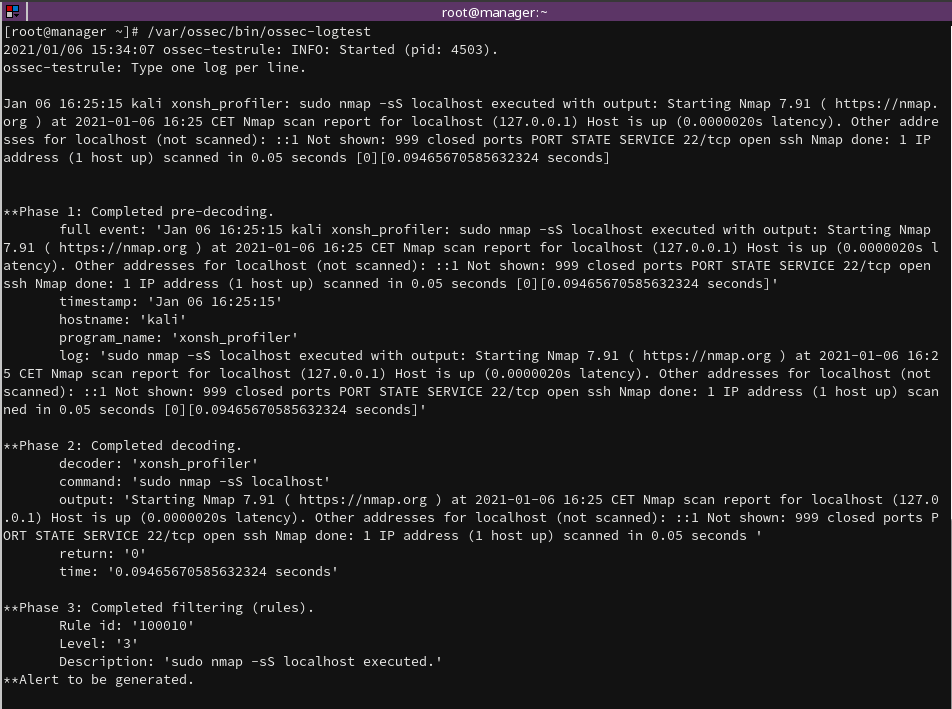 root@manager:~
[root@manager ~]# /var/ossec/bin/ossec-logtest
2021/01/06 15:34:07 ossec-testrule: INFO: Started (pid: 4503).
ossec-testrule: Type one log per line.
Jan 06 16:25:15 kali xonsh_profiler: sudo nmap -sS localhost executed with output: Starting Nmap 7.91 ( https://nmap.
org ) at 2021-01-06 16:25 CET Nmap scan report for localhost (127.0.0.1) Host is up (0.0000020s latency). Other addre
sses for localhost (not scanned): ::1 Not shown: 999 closed ports PORT STATE SERVICE 22/tcp open ssh Nmap done: 1 IP
address (1 host up) scanned in 0.05 seconds [0][0.09465670585632324 seconds]
**Phase 1: Completed pre-decoding.
full event: 'Jan 06 16:25:15 kali xonsh_profiler: sudo nmap -sS localhost executed with output: Starting Nmap
7.91 ( https://nmap.org ) at 2021-01-06 16:25 CET Nmap scan report for localhost (127.0.0.1) Host is up (0.0000020s l
atency). Other addresses for localhost (not scanned): ::1 Not shown: 999 closed ports PORT STATE SERVICE 22/tcp open
ssh Nmap done: 1 IP address (1 host up) scanned in 0.05 seconds [0][0.09465670585632324 seconds]'
timestamp: 'Jan 06 16:25:15'
hostname: 'kali'
program_name: 'xonsh_profiler'
log: 'sudo nmap -sS localhost executed with output: Starting Nmap 7.91 ( https://nmap.org ) at 2021-01-06 16:2
5 CET Nmap scan report for localhost (127.0.0.1) Host is up (0.0000020s latency). Other addresses for localhost (not
scanned): ::1 Not shown: 999 closed ports PORT STATE SERVICE 22/tcp open ssh Nmap done: 1 IP address (1 host up) scan
ned in 0.05 seconds [0][0.09465670585632324 seconds]'
**Phase 2: Completed decoding.
decoder: 'xonsh_profiler'
command: 'sudo nmap -sS localhost'
output: 'Starting Nmap 7.91 ( https://nmap.org ) at 2021-01-06 16:25 CET Nmap scan report for localhost (127.0
.0.1) Host is up (0.0000020s latency). Other addresses for localhost (not scanned): ::1 Not shown: 999 closed ports P
ORT STATE SERVICE 22/tcp open ssh Nmap done: 1 IP address (1 host up) scanned in 0.05 seconds '
return: '0'
time: '0.09465670585632324 seconds'
**Phase 3: Completed filtering (rules).
Rule id: '100010'
Level: '3'
Description: 'sudo nmap -sS localhost executed.'
**Alert to be generated.